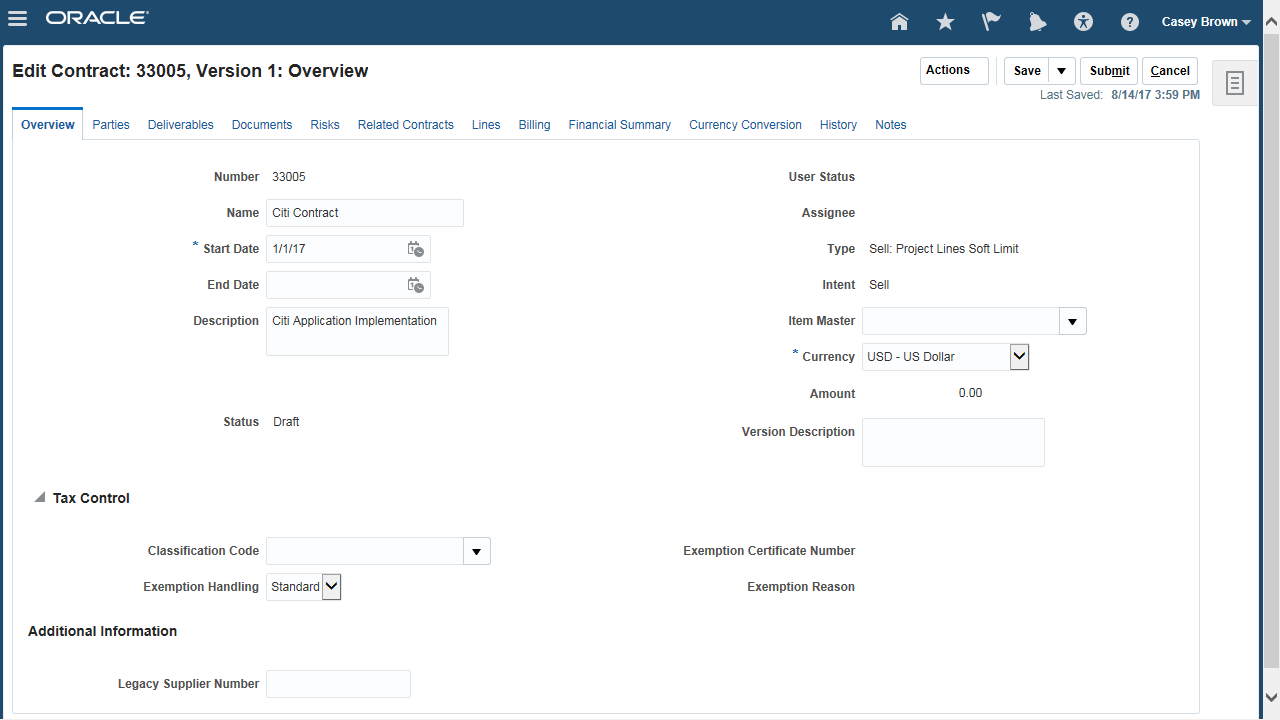 ORACLE®
Casey Brown
Edit Contract: 33005, Version 1: Overview
Actions
Save
Submit
Cancel
Last Saved: 8/14/17 3:59 PM
Overview Parties Deliverables Documents Risks Related Contracts Lines Billing Financial Summary Currency Conversion History Notes
Number 33005
User Status
Name Citi Contract
Assignee
* Start Date 1/1/17
Type Sell: Project Lines Soft Limit
End Date
Intent Sell
Description Citi Application Implementation
Item Master
* Currency USD - US Dollar
Amount 0.00
Status Draft
Version Description
Tax Control
Classification Code
Exemption Certificate Number
Exemption Handling Standard
Exemption Reason
Additional Information
Legacy Supplier Number